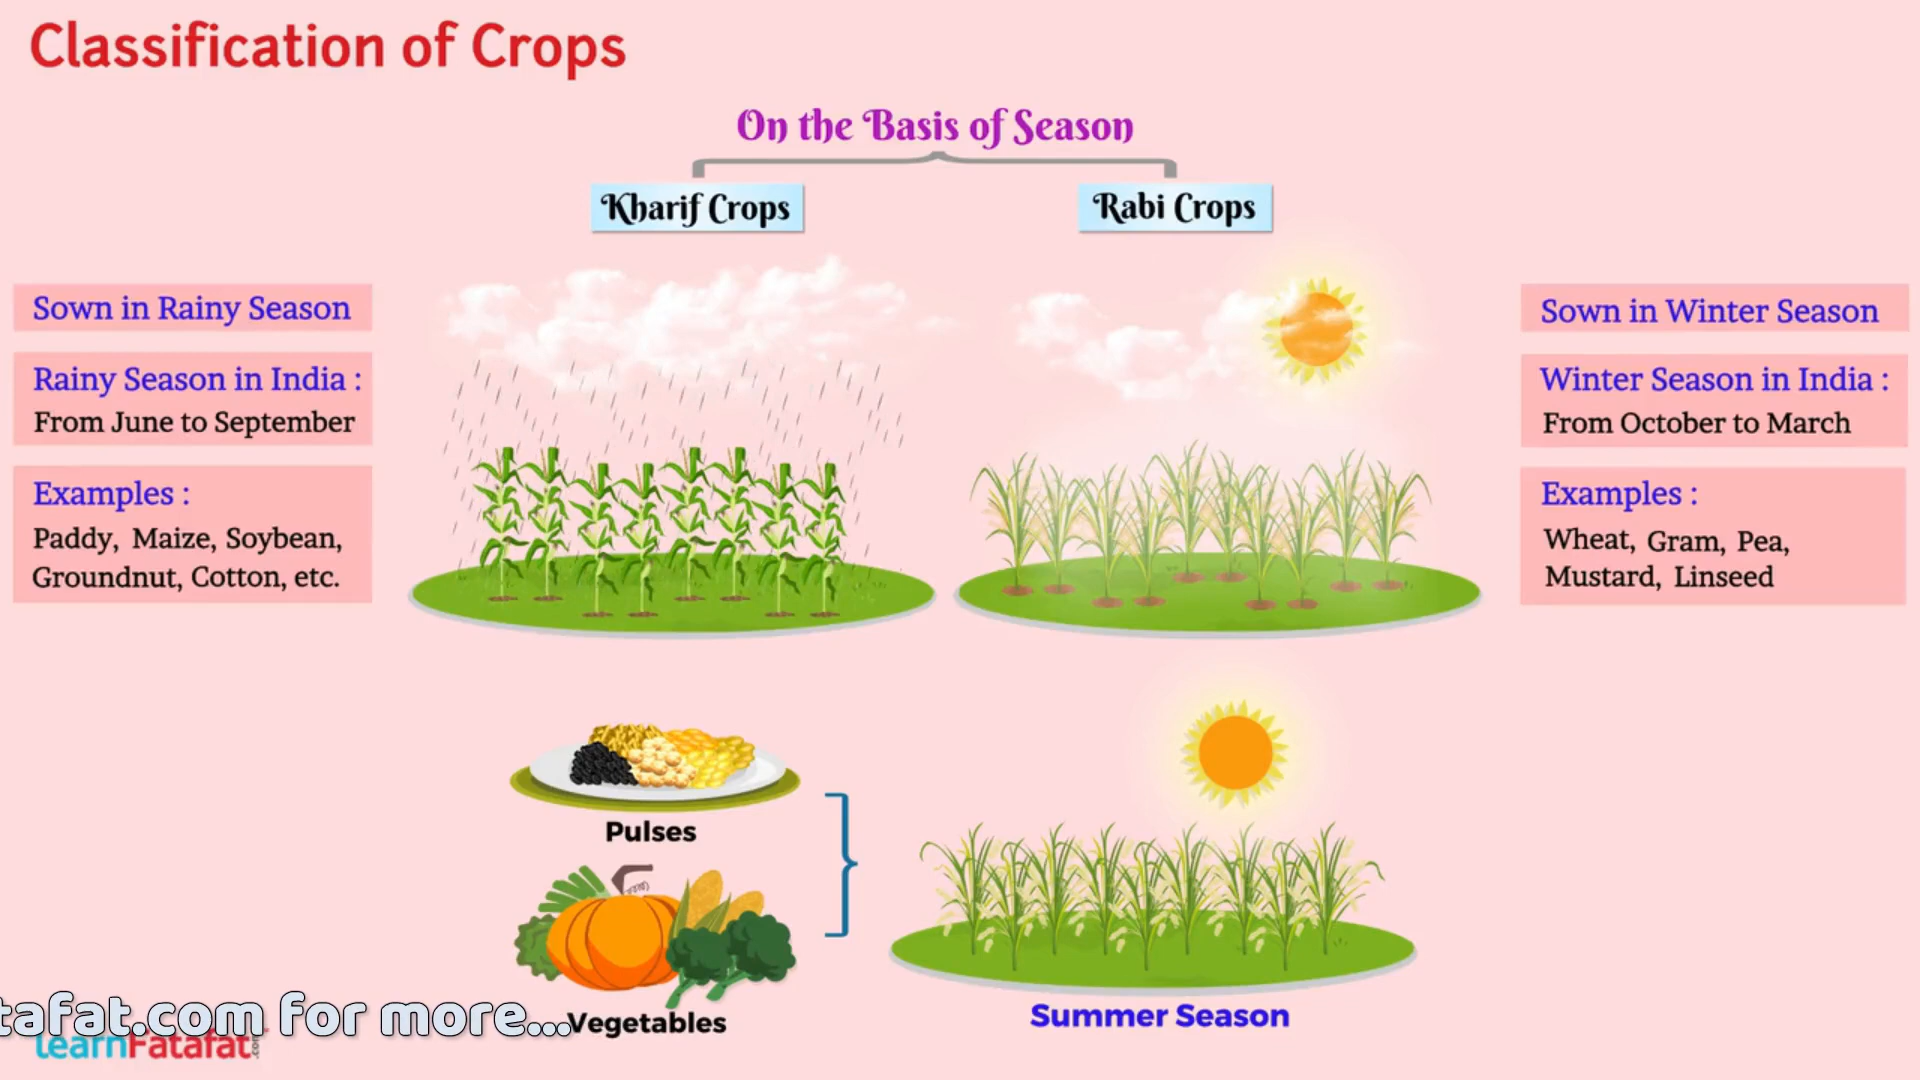 Classification of Crops
On the Basis of Season
Kharif Crops
Rabi Crops
Sown in Rainy Season
Rainy Season in India :
From June to September
Examples :
Paddy, Maize, Soybean,
Groundnut, Cotton, etc.
Sown in Winter Season
Winter Season in India :
From October to March
Examples :
Wheat, Gram, Pea,
Mustard, Linseed
Pulses
Vegetables
Summer Season
tafat.com for more...
learnFatafat.com